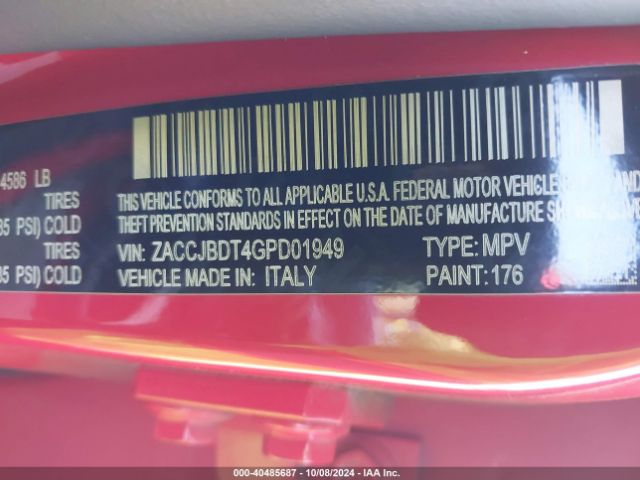 4586 LB
TIRES
35 PSI) COLD
TIRES
35 PSI) COLD
THIS VEHICLE CONFORMS TO ALL APPLICABLE U.S.A. FEDERAL MOTOR VEHICLE
THEFT PREVENTION STANDARDS IN EFFECT ON THE DATE OF MANUFACTURE
VIN: ZACCJBDT4GPD01949 TYPE: MPV
VEHICLE MADE IN: ITALY PAINT: 176
000-40485687 - 10/08/2024 - IAA Inc.